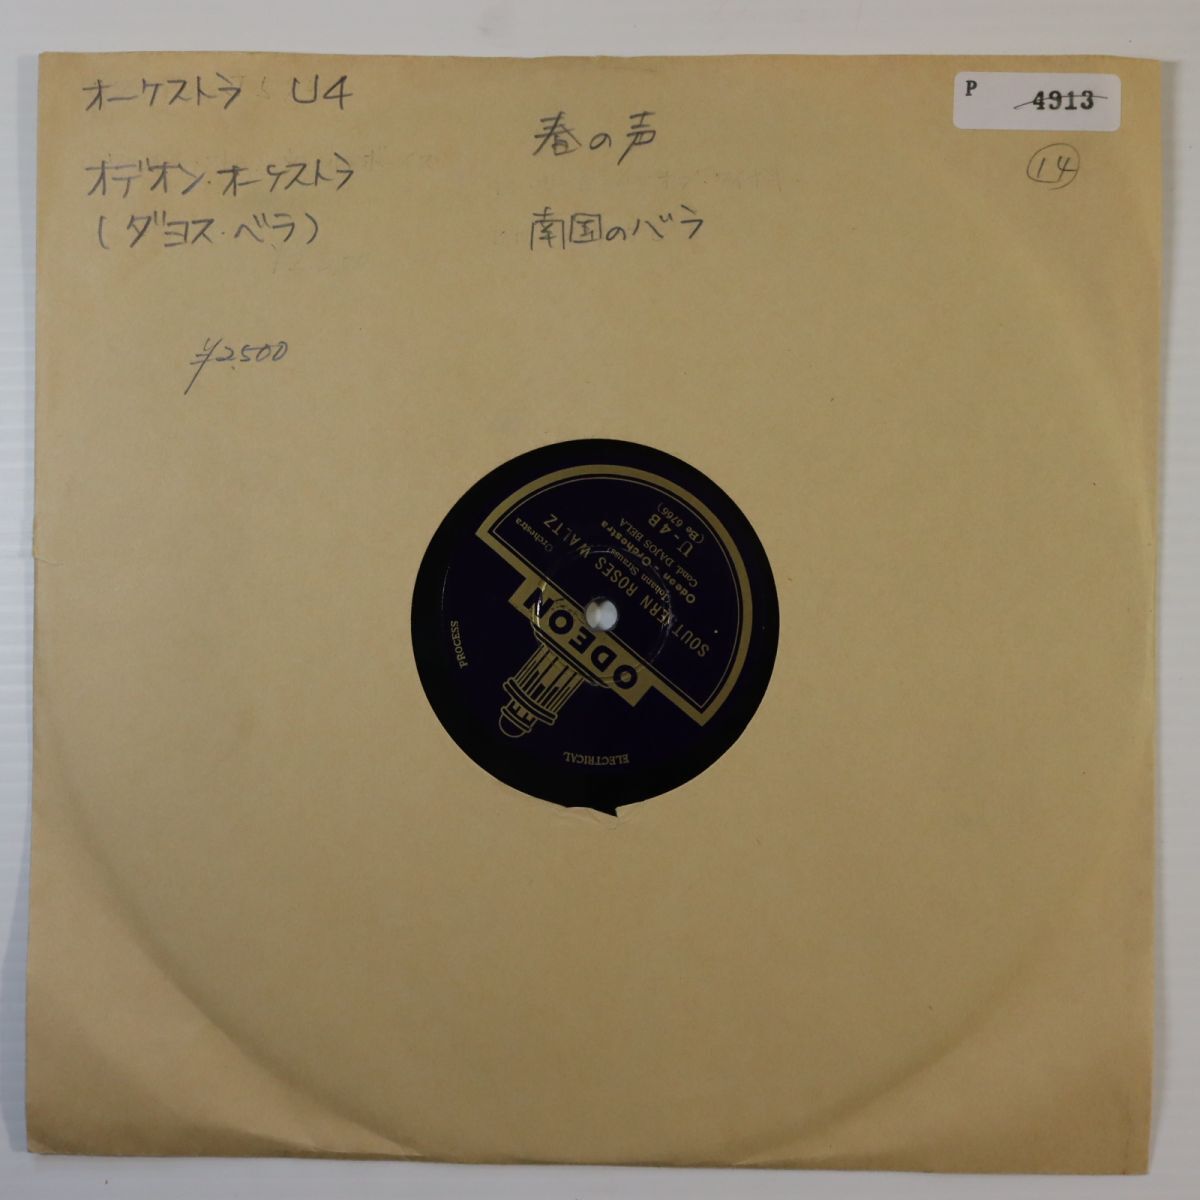 オーケストラ U4
オデオン・オーケストラ
(ダヨス・ベラ)
春の声
南国のバラ
P 4913
14
¥2500
ODEON
SOUTHERN ROSES WALTZ
(Johann Strauss)
Orchestra
Odeon-Orchestra
Cond. DAJOS BELA
U-4B
(Be 6766)
PROCESS
ELECTRICAL